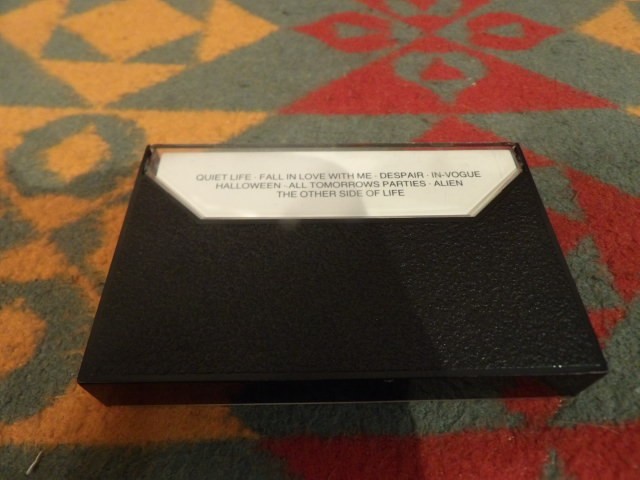 QUIET LIFE · FALL IN LOVE WITH ME · DESPAIR · IN-VOGUE
HALLOWEEN · ALL TOMORROWS PARTIES · ALIEN
THE OTHER SIDE OF LIFE